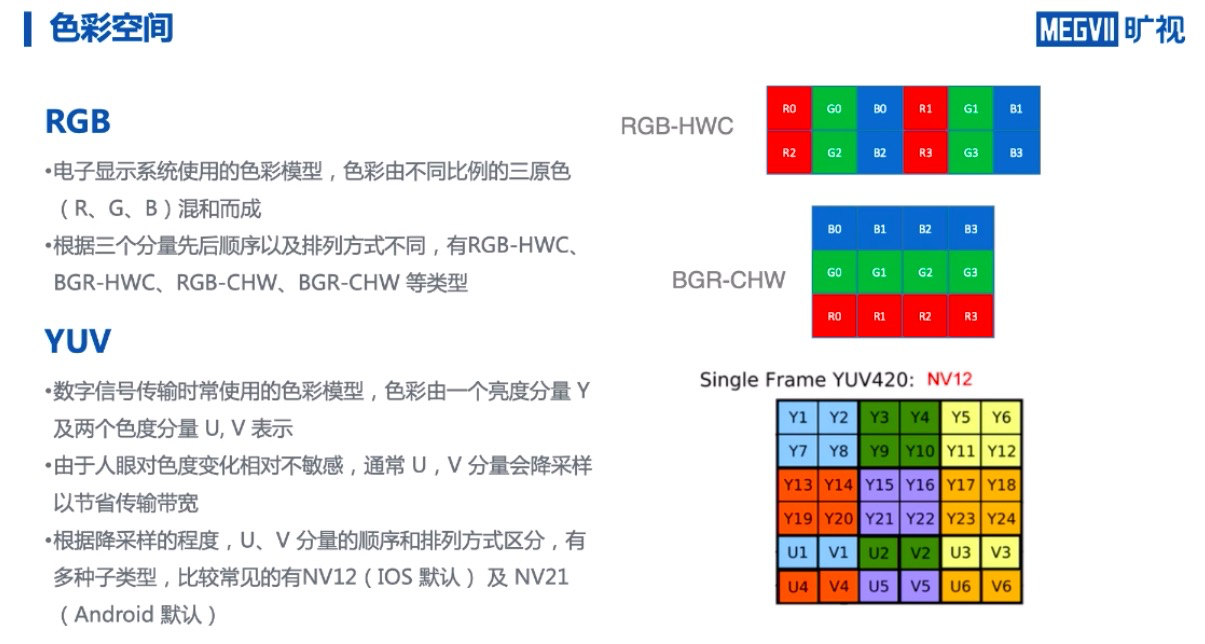 色彩空间
MEGVII 旷视
RGB
•电子显示系统使用的色彩模型，色彩由不同比例的三原色
（R、G、B）混和而成
•根据三个分量先后顺序以及排列方式不同，有RGB-HWC、
BGR-HWC、RGB-CHW、BGR-CHW 等类型
YUV
•数字信号传输时常使用的色彩模型，色彩由一个亮度分量 Y
及两个色度分量 U, V 表示
•由于人眼对色度变化相对不敏感，通常 U，V 分量会降采样
以节省传输带宽
•根据降采样的程度，U、V 分量的顺序和排列方式区分，有
多种子类型，比较常见的有NV12（IOS 默认） 及 NV21
（Android 默认）
RGB-HWC
R0 G0 B0 R1 G1 B1
R2 G2 B2 R3 G3 B3
BGR-CHW
B0 B1 B2 B3
G0 G1 G2 G3
R0 R1 R2 R3
Single Frame YUV420: NV12
Y1 Y2 Y3 Y4 Y5 Y6
Y7 Y8 Y9 Y10 Y11 Y12
Y13 Y14 Y15 Y16 Y17 Y18
Y19 Y20 Y21 Y22 Y23 Y24
U1 V1 U2 V2 U3 V3
U4 V4 U5 V5 U6 V6